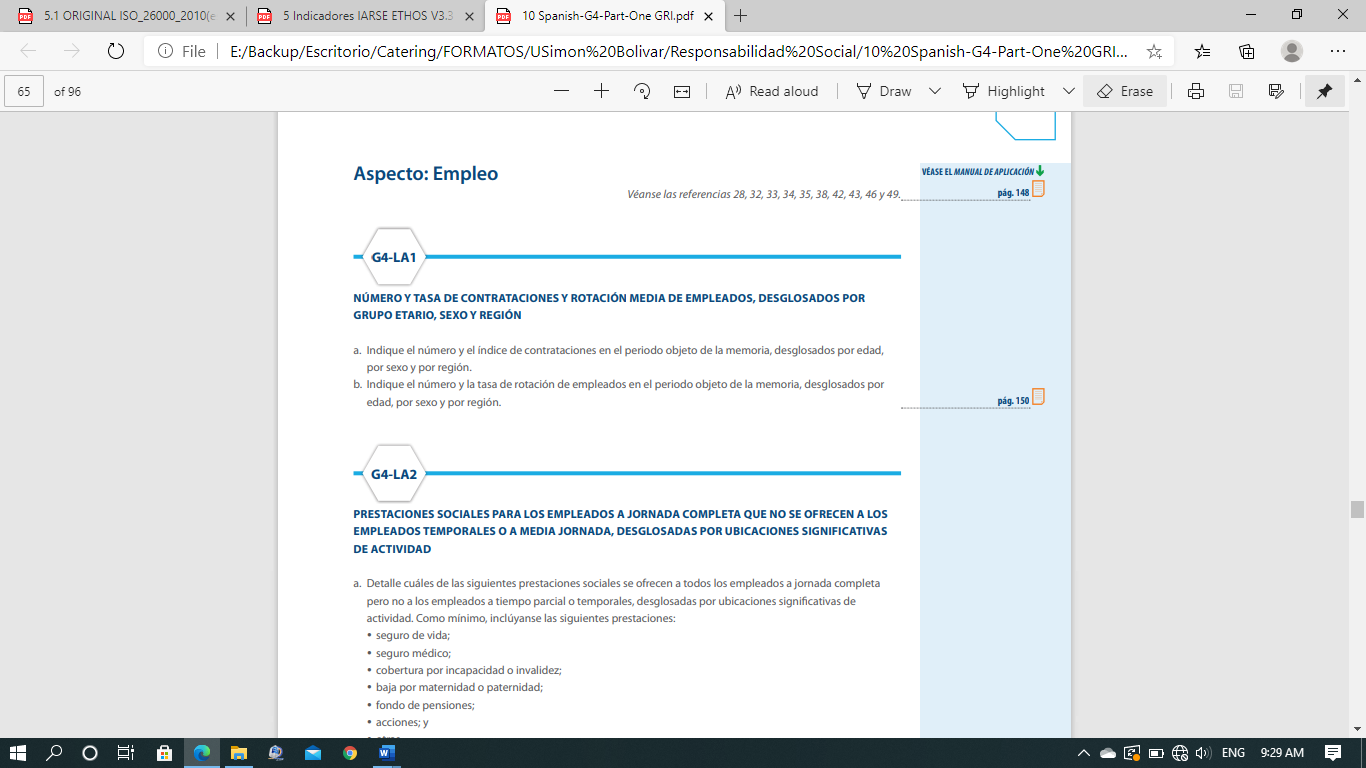 5.1 ORIGINAL ISO_26000_2010(e
5 Indicadores IARSE ETHOS V3.3
10 Spanish-G4-Part-One GRI.pdf
File
E:/Backup/Escritorio/Catering/FORMATOS/USimon%20Bolivar/Responsabilidad%20Social/10%20Spanish-G4-Part-One%20GRI...
65 of 96
Read aloud
Draw
Highlight
Erase
Aspecto: Empleo
VÉASE EL MANUAL DE APLICACIÓN
Véanse las referencias 28, 32, 33, 34, 35, 38, 42, 43, 46 y 49.
pág. 148
G4-LA1
NÚMERO Y TASA DE CONTRATACIONES Y ROTACIÓN MEDIA DE EMPLEADOS, DESGLOSADOS POR
GRUPO ETARIO, SEXO Y REGIÓN
a. Indique el número y el índice de contrataciones en el periodo objeto de la memoria, desglosados por edad,
por sexo y por región.
b. Indique el número y la tasa de rotación de empleados en el periodo objeto de la memoria, desglosados por
edad, por sexo y por región.
pág. 150
G4-LA2
PRESTACIONES SOCIALES PARA LOS EMPLEADOS A JORNADA COMPLETA QUE NO SE OFRECEN A LOS
EMPLEADOS TEMPORALES O A MEDIA JORNADA, DESGLOSADAS POR UBICACIONES SIGNIFICATIVAS
DE ACTIVIDAD
a. Detalle cuáles de las siguientes prestaciones sociales se ofrecen a todos los empleados a jornada completa
pero no a los empleados a tiempo parcial o temporales, desglosadas por ubicaciones significativas de
actividad. Como mínimo, inclúyanse las siguientes prestaciones:
• seguro de vida;
• seguro médico;
• cobertura por incapacidad o invalidez;
• baja por maternidad o paternidad;
• fondo de pensiones;
• acciones; y
ENG
9:29 AM